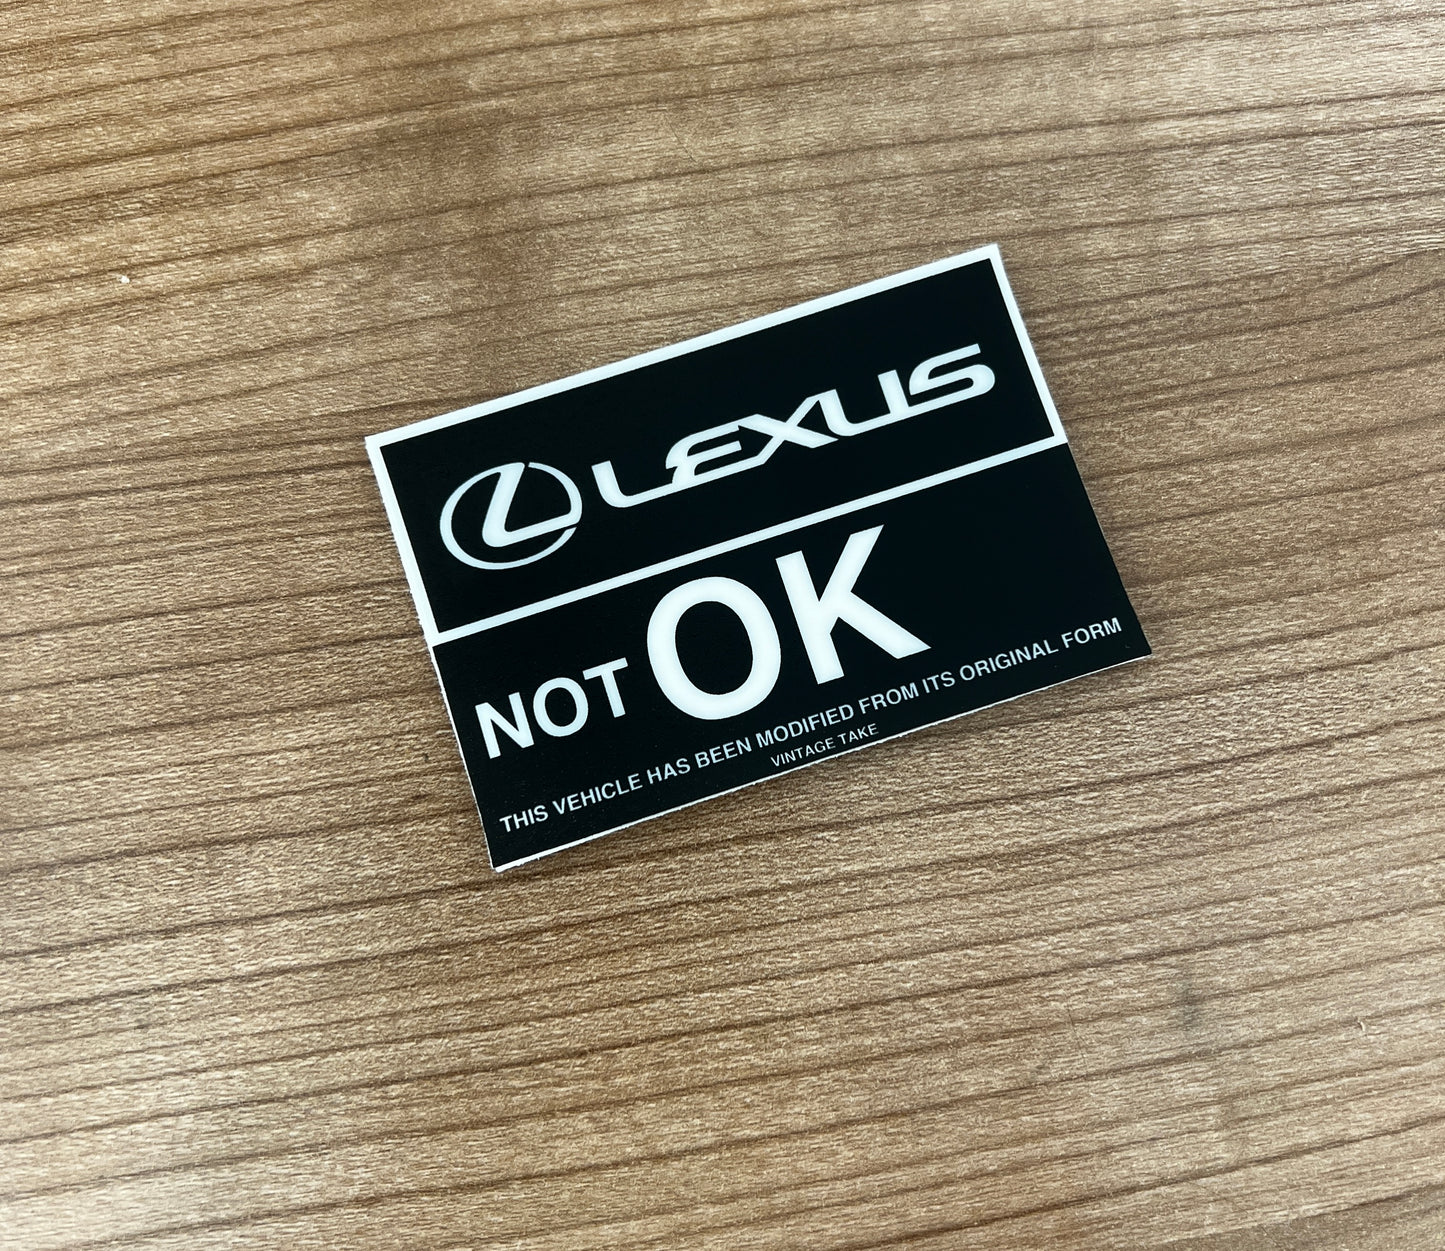 LEXUS
NOT OK
THIS VEHICLE HAS BEEN MODIFIED FROM ITS ORIGINAL FORM
VINTAGE TAKE